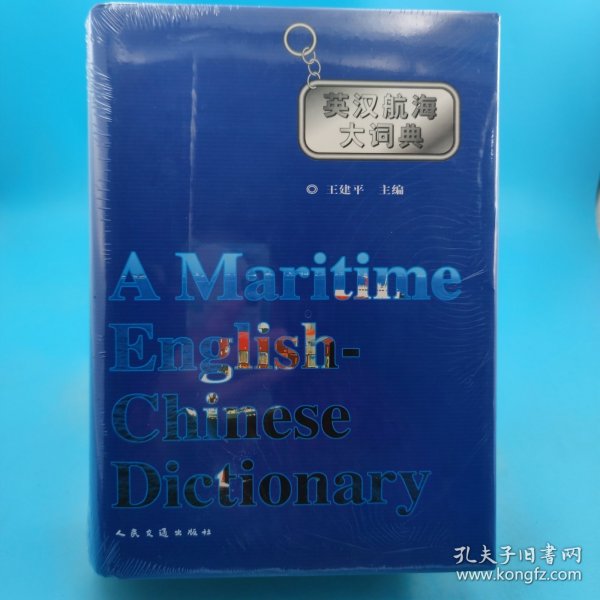 英汉航海
大词典
◎ 王建平 主编
A Maritime
English-
Chinese
Dictionary
人民交通出版社
孔夫子旧书网
www.kongfz.com